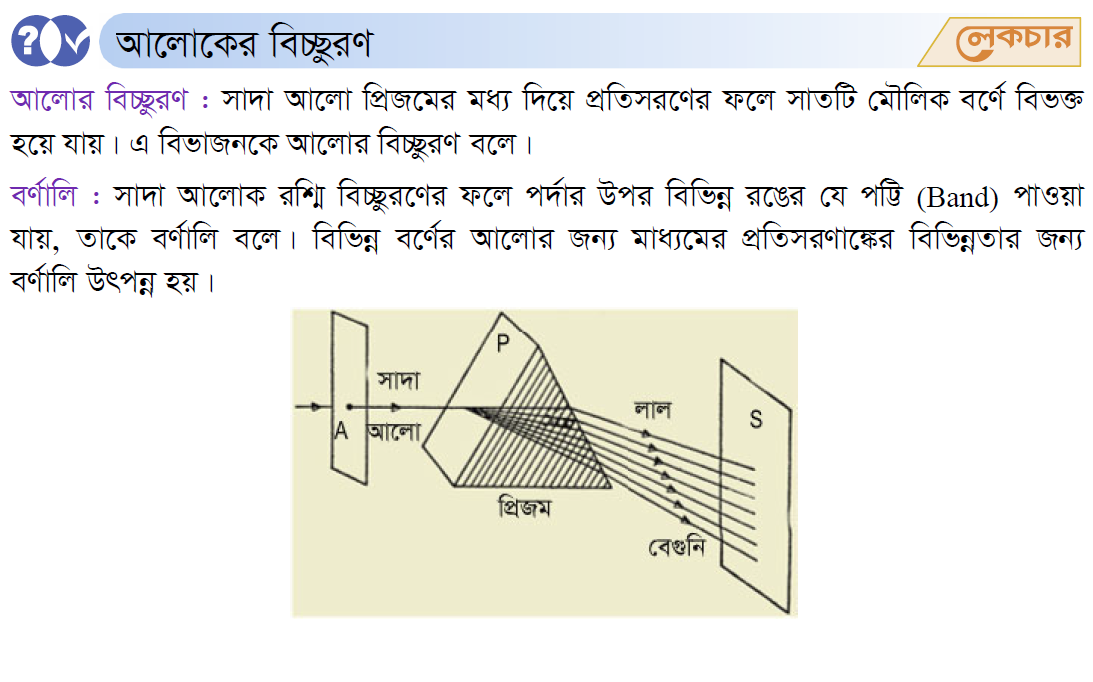 আলোকের বিচ্ছুরণ
লেকচার
আলোর বিচ্ছুরণ : সাদা আলো প্রিজমের মধ্য দিয়ে প্রতিসরণের ফলে সাতটি মৌলিক বর্ণে বিভক্ত
হয়ে যায়। এ বিভাজনকে আলোর বিচ্ছুরণ বলে।
বর্ণালি : সাদা আলোক রশ্মি বিচ্ছুরণের ফলে পর্দার উপর বিভিন্ন রঙের যে পট্টি (Band) পাওয়া
যায়, তাকে বর্ণালি বলে। বিভিন্ন বর্ণের আলোর জন্য মাধ্যমের প্রতিসরণাঙ্কের বিভিন্নতার জন্য
বর্ণালি উৎপন্ন হয়।
P
সাদা
লাল
S
A
আলো
প্রিজম
বেগুনি